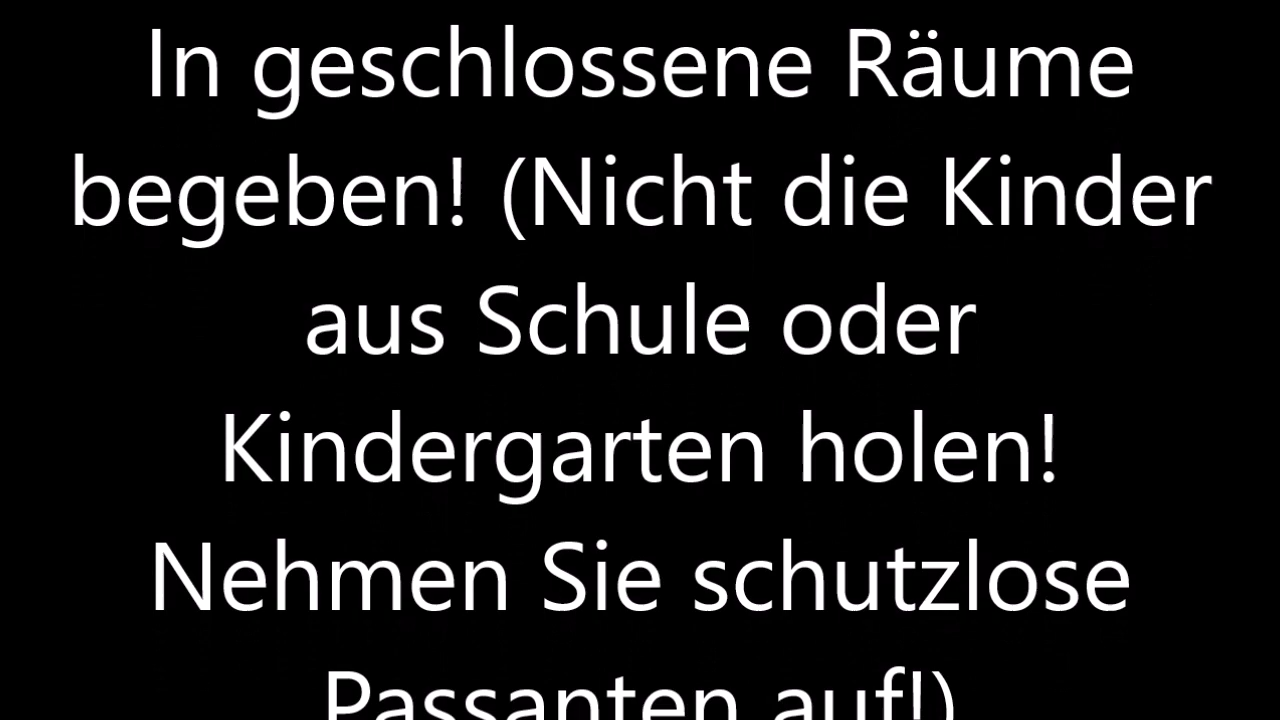 In geschlossene Räume
begeben! (Nicht die Kinder
aus Schule oder
Kindergarten holen!
Nehmen Sie schutzlose
Passanten auf!)